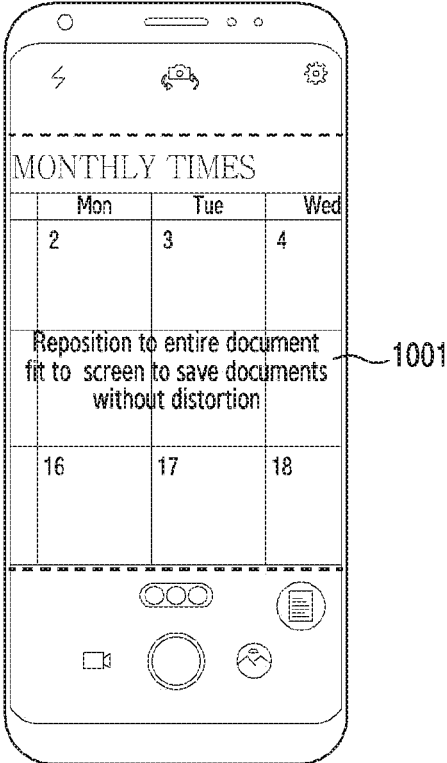 MONTHLY TIMES
Mon Tue Wed
2 3 4
Reposition to entire document
fit to screen to save documents
without distortion
1001
16 17 18